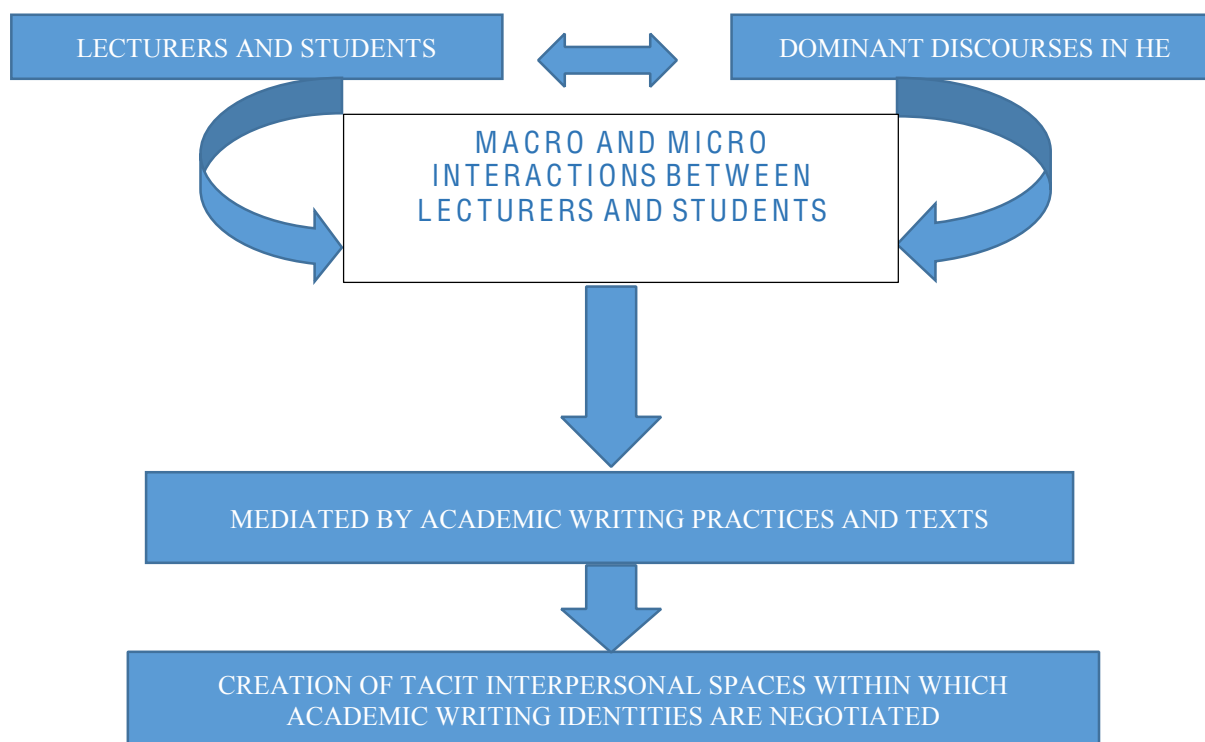 LECTURERS AND STUDENTS
DOMINANT DISCOURSES IN HE
MACRO AND MICRO
INTERACTIONS BETWEEN
LECTURERS AND STUDENTS
MEDIATED BY ACADEMIC WRITING PRACTICES AND TEXTS
CREATION OF TACIT INTERPERSONAL SPACES WITHIN WHICH
ACADEMIC WRITING IDENTITIES ARE NEGOTIATED